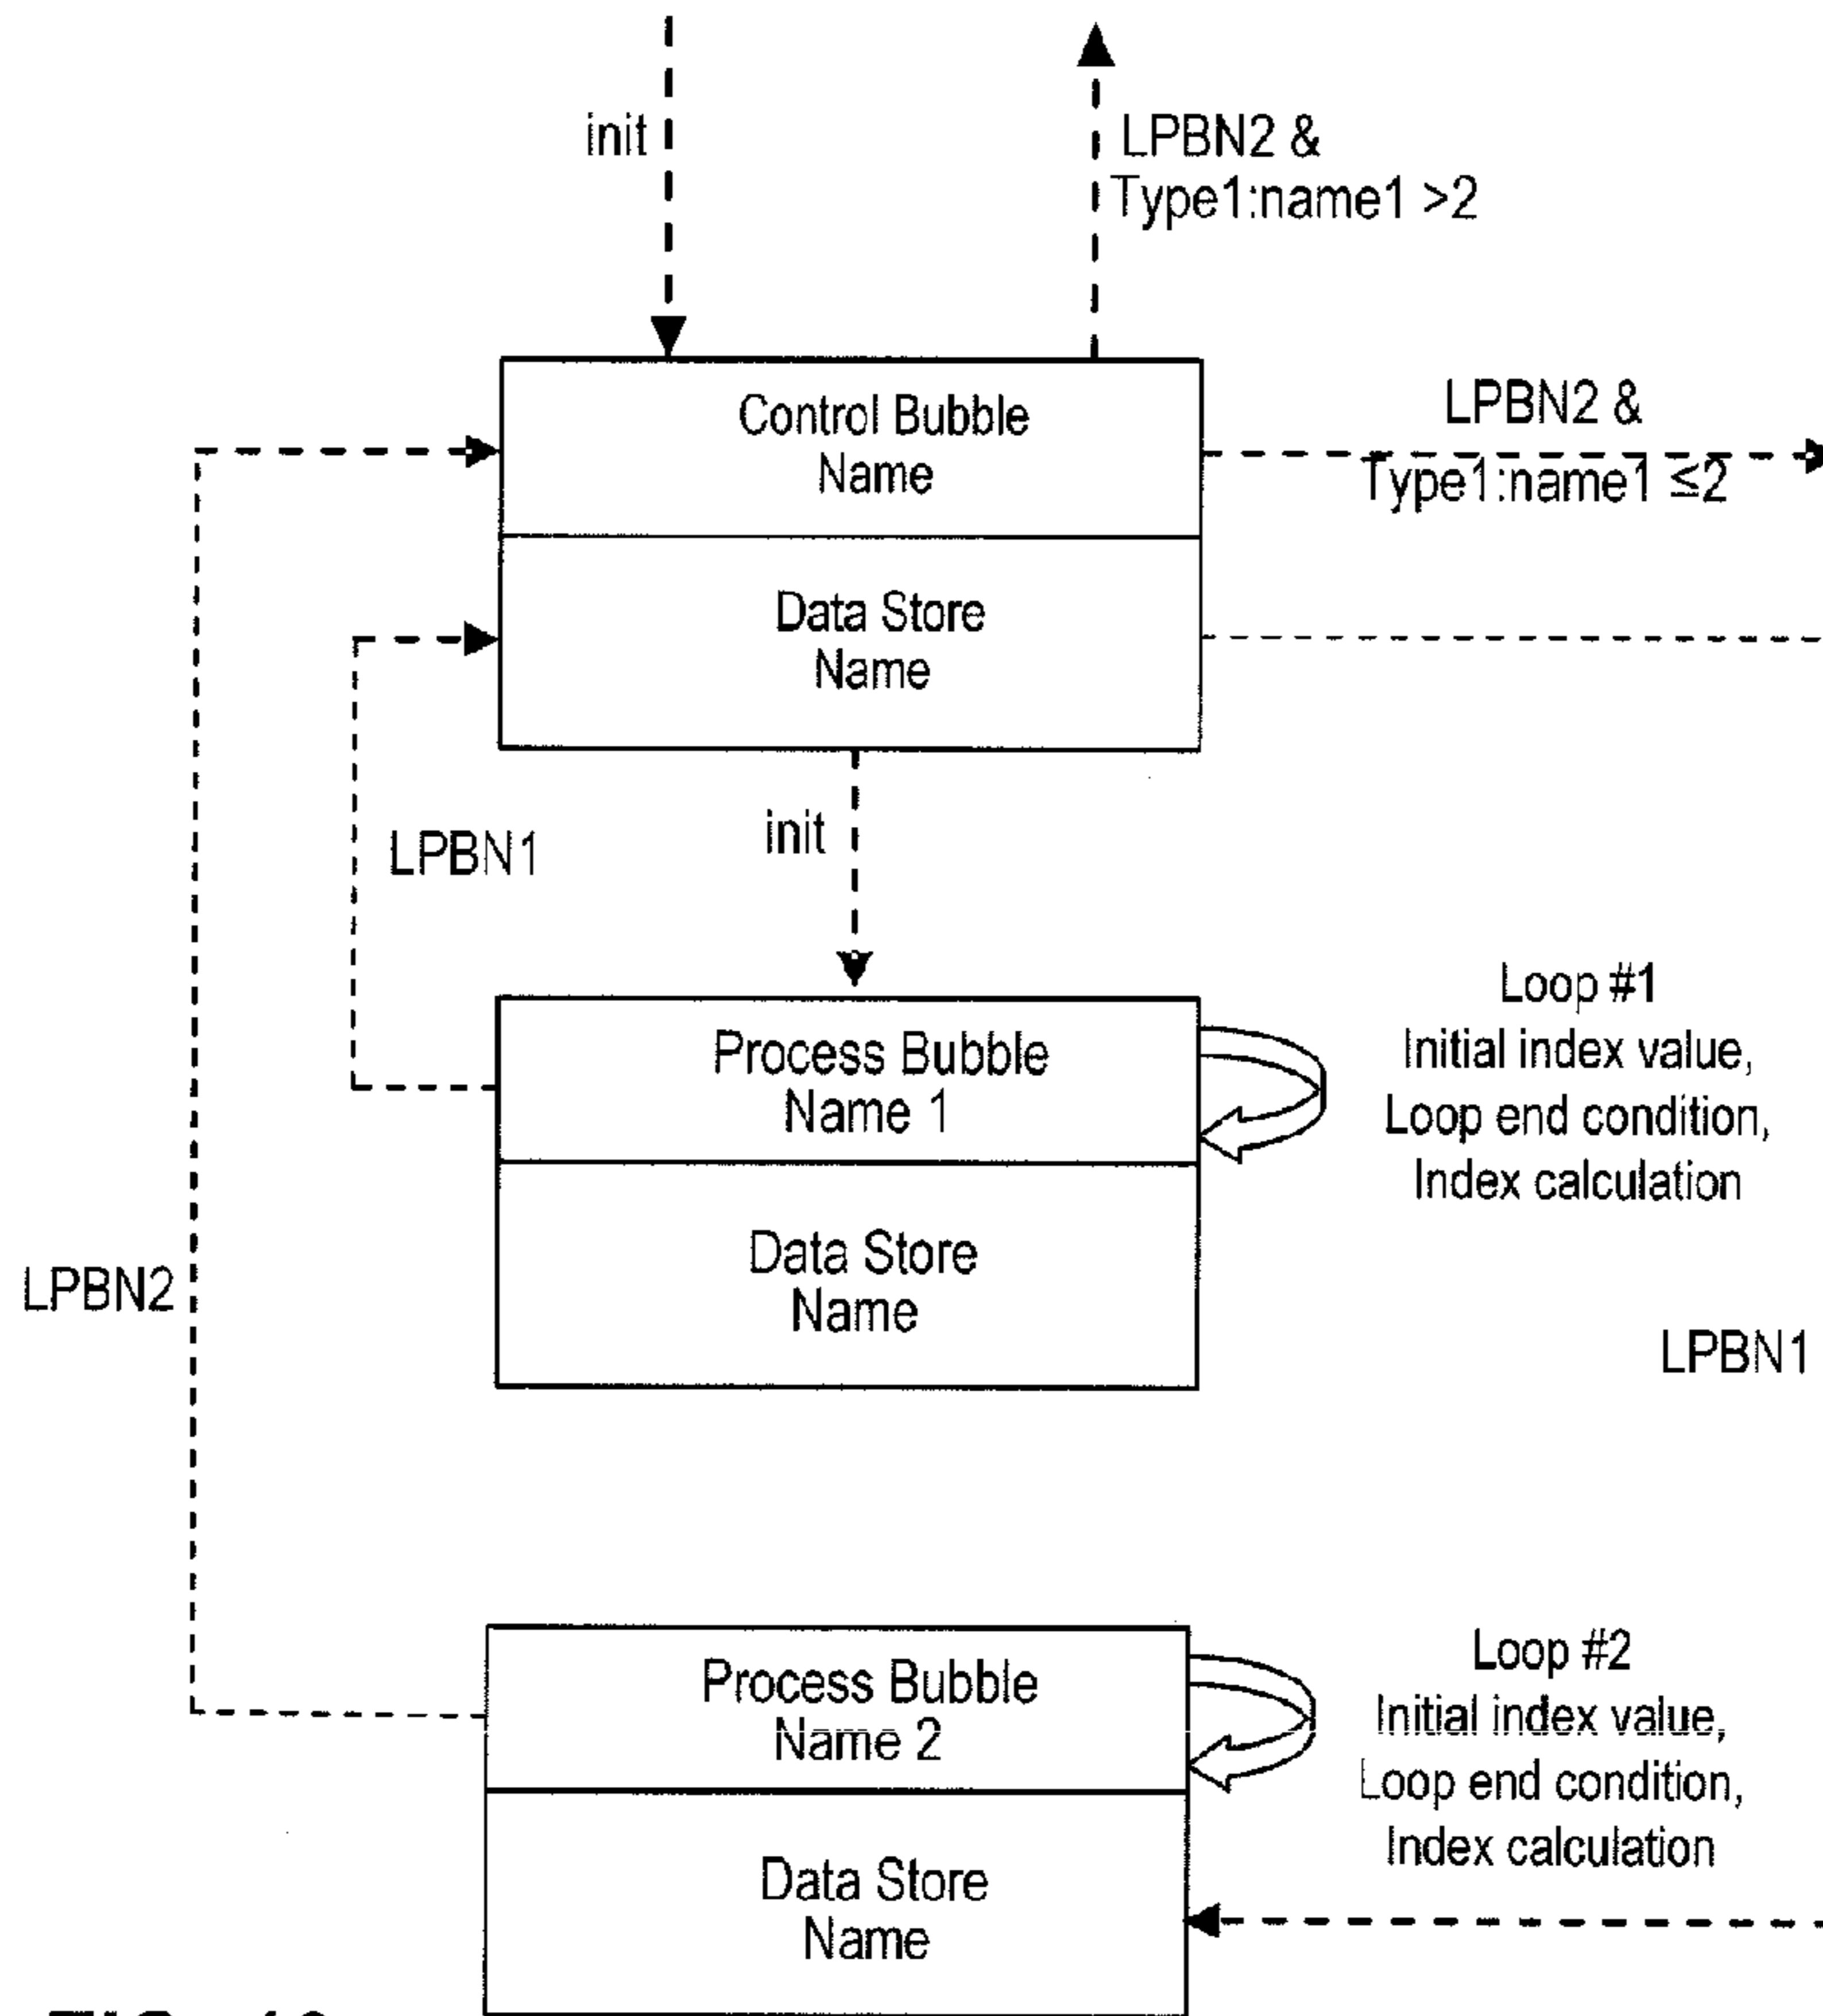 init
LPBN2 &
Type1:name1 >2
Control Bubble
Name
LPBN2 &
Type1:name1 ≤2
Data Store
Name
LPBN1
init
Process Bubble
Name 1
Loop #1
Initial index value,
Loop end condition,
Index calculation
Data Store
Name
LPBN2
LPBN1
Process Bubble
Name 2
Loop #2
Initial index value,
Loop end condition,
Index calculation
Data Store
Name